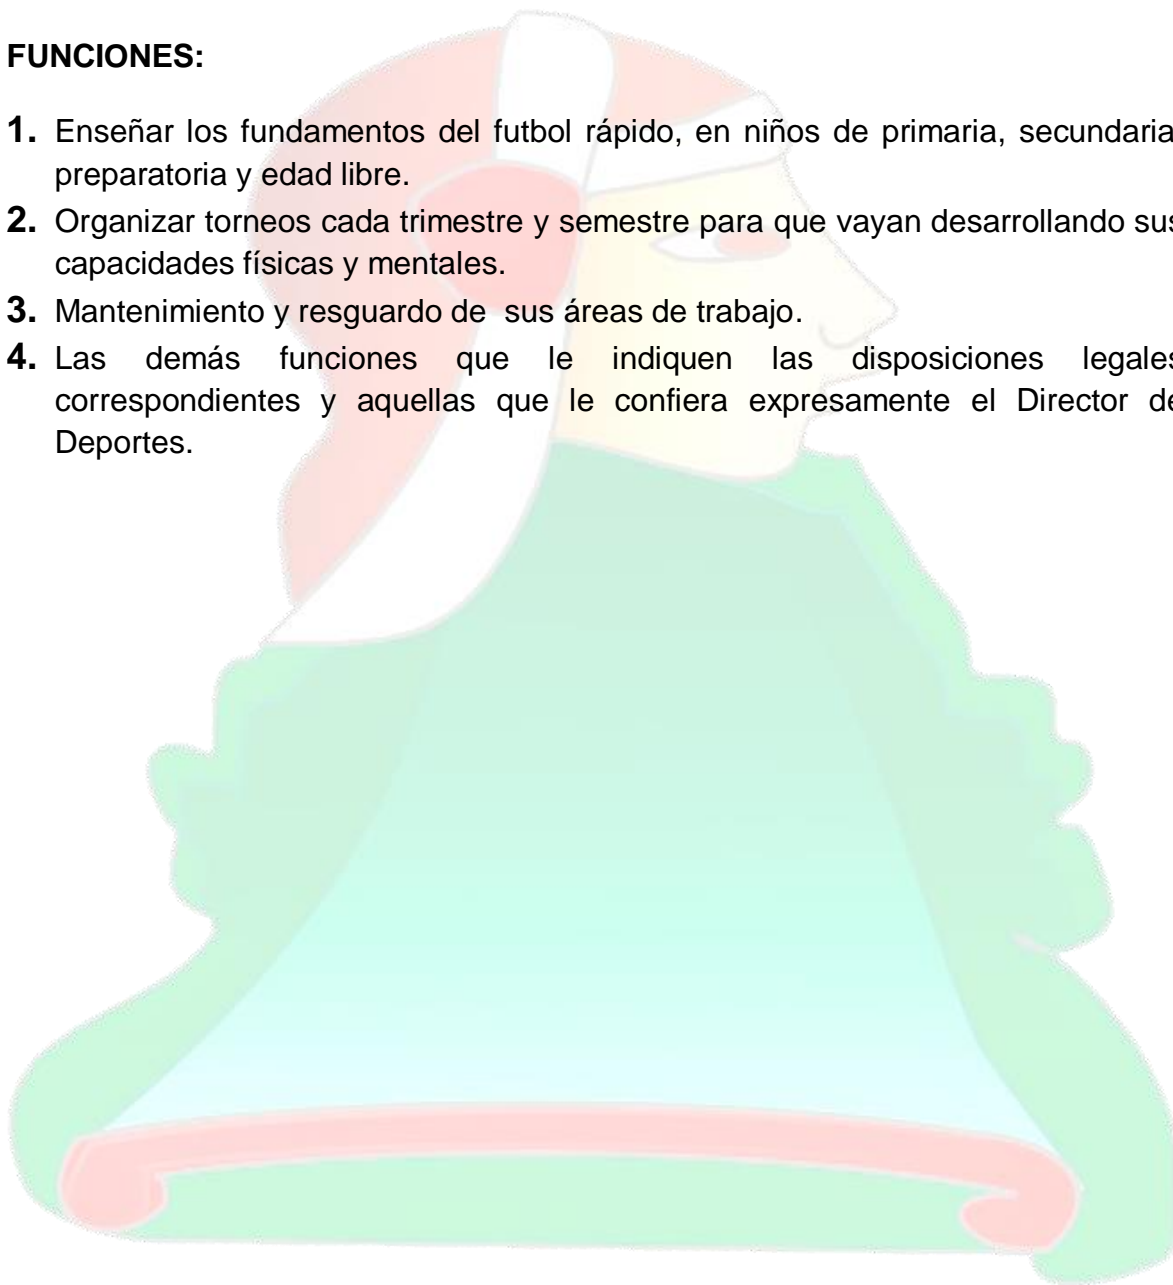 FUNCIONES:
1. Enseñar los fundamentos del futbol rápido, en niños de primaria, secundaria
preparatoria y edad libre.
2. Organizar torneos cada trimestre y semestre para que vayan desarrollando sus
capacidades físicas y mentales.
3. Mantenimiento y resguardo de sus áreas de trabajo.
4. Las demás funciones que le indiquen las disposiciones legales
correspondientes y aquellas que le confiera expresamente el Director de
Deportes.